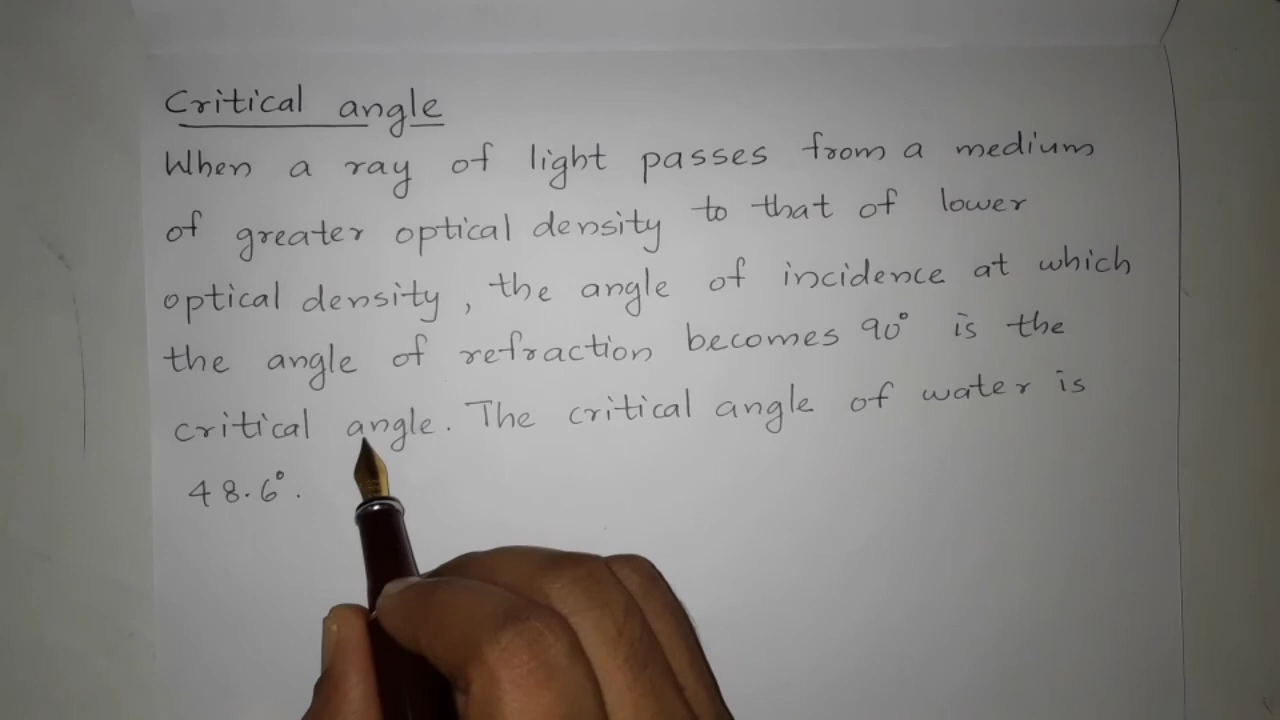 Critical angle
When a ray of light passes from a medium
of greater optical density to that of lower
optical density, the angle of incidence at which
the angle of refraction becomes 90° is the
critical angle. The critical angle of water is
48.6°.